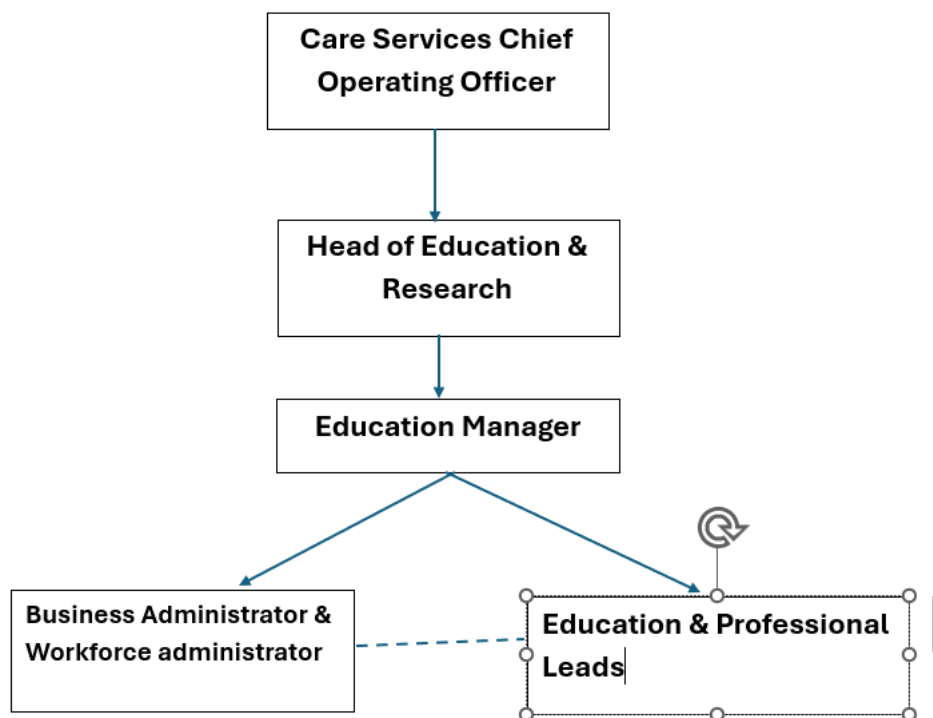 Care Services Chief
Operating Officer
Head of Education &
Research
Education Manager
Business Administrator &
Workforce administrator
Education & Professional
Leads